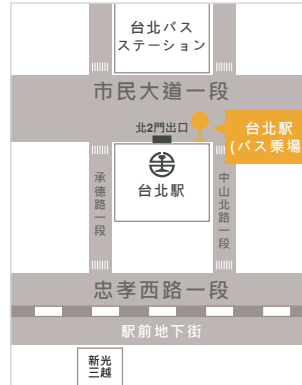 台北バス
ステーション
市民大道一段
北2門出口
台北駅
(バス乗場
台北駅
承德路一段
中山北路一段
忠孝西路一段
駅前地下街
新光
三越